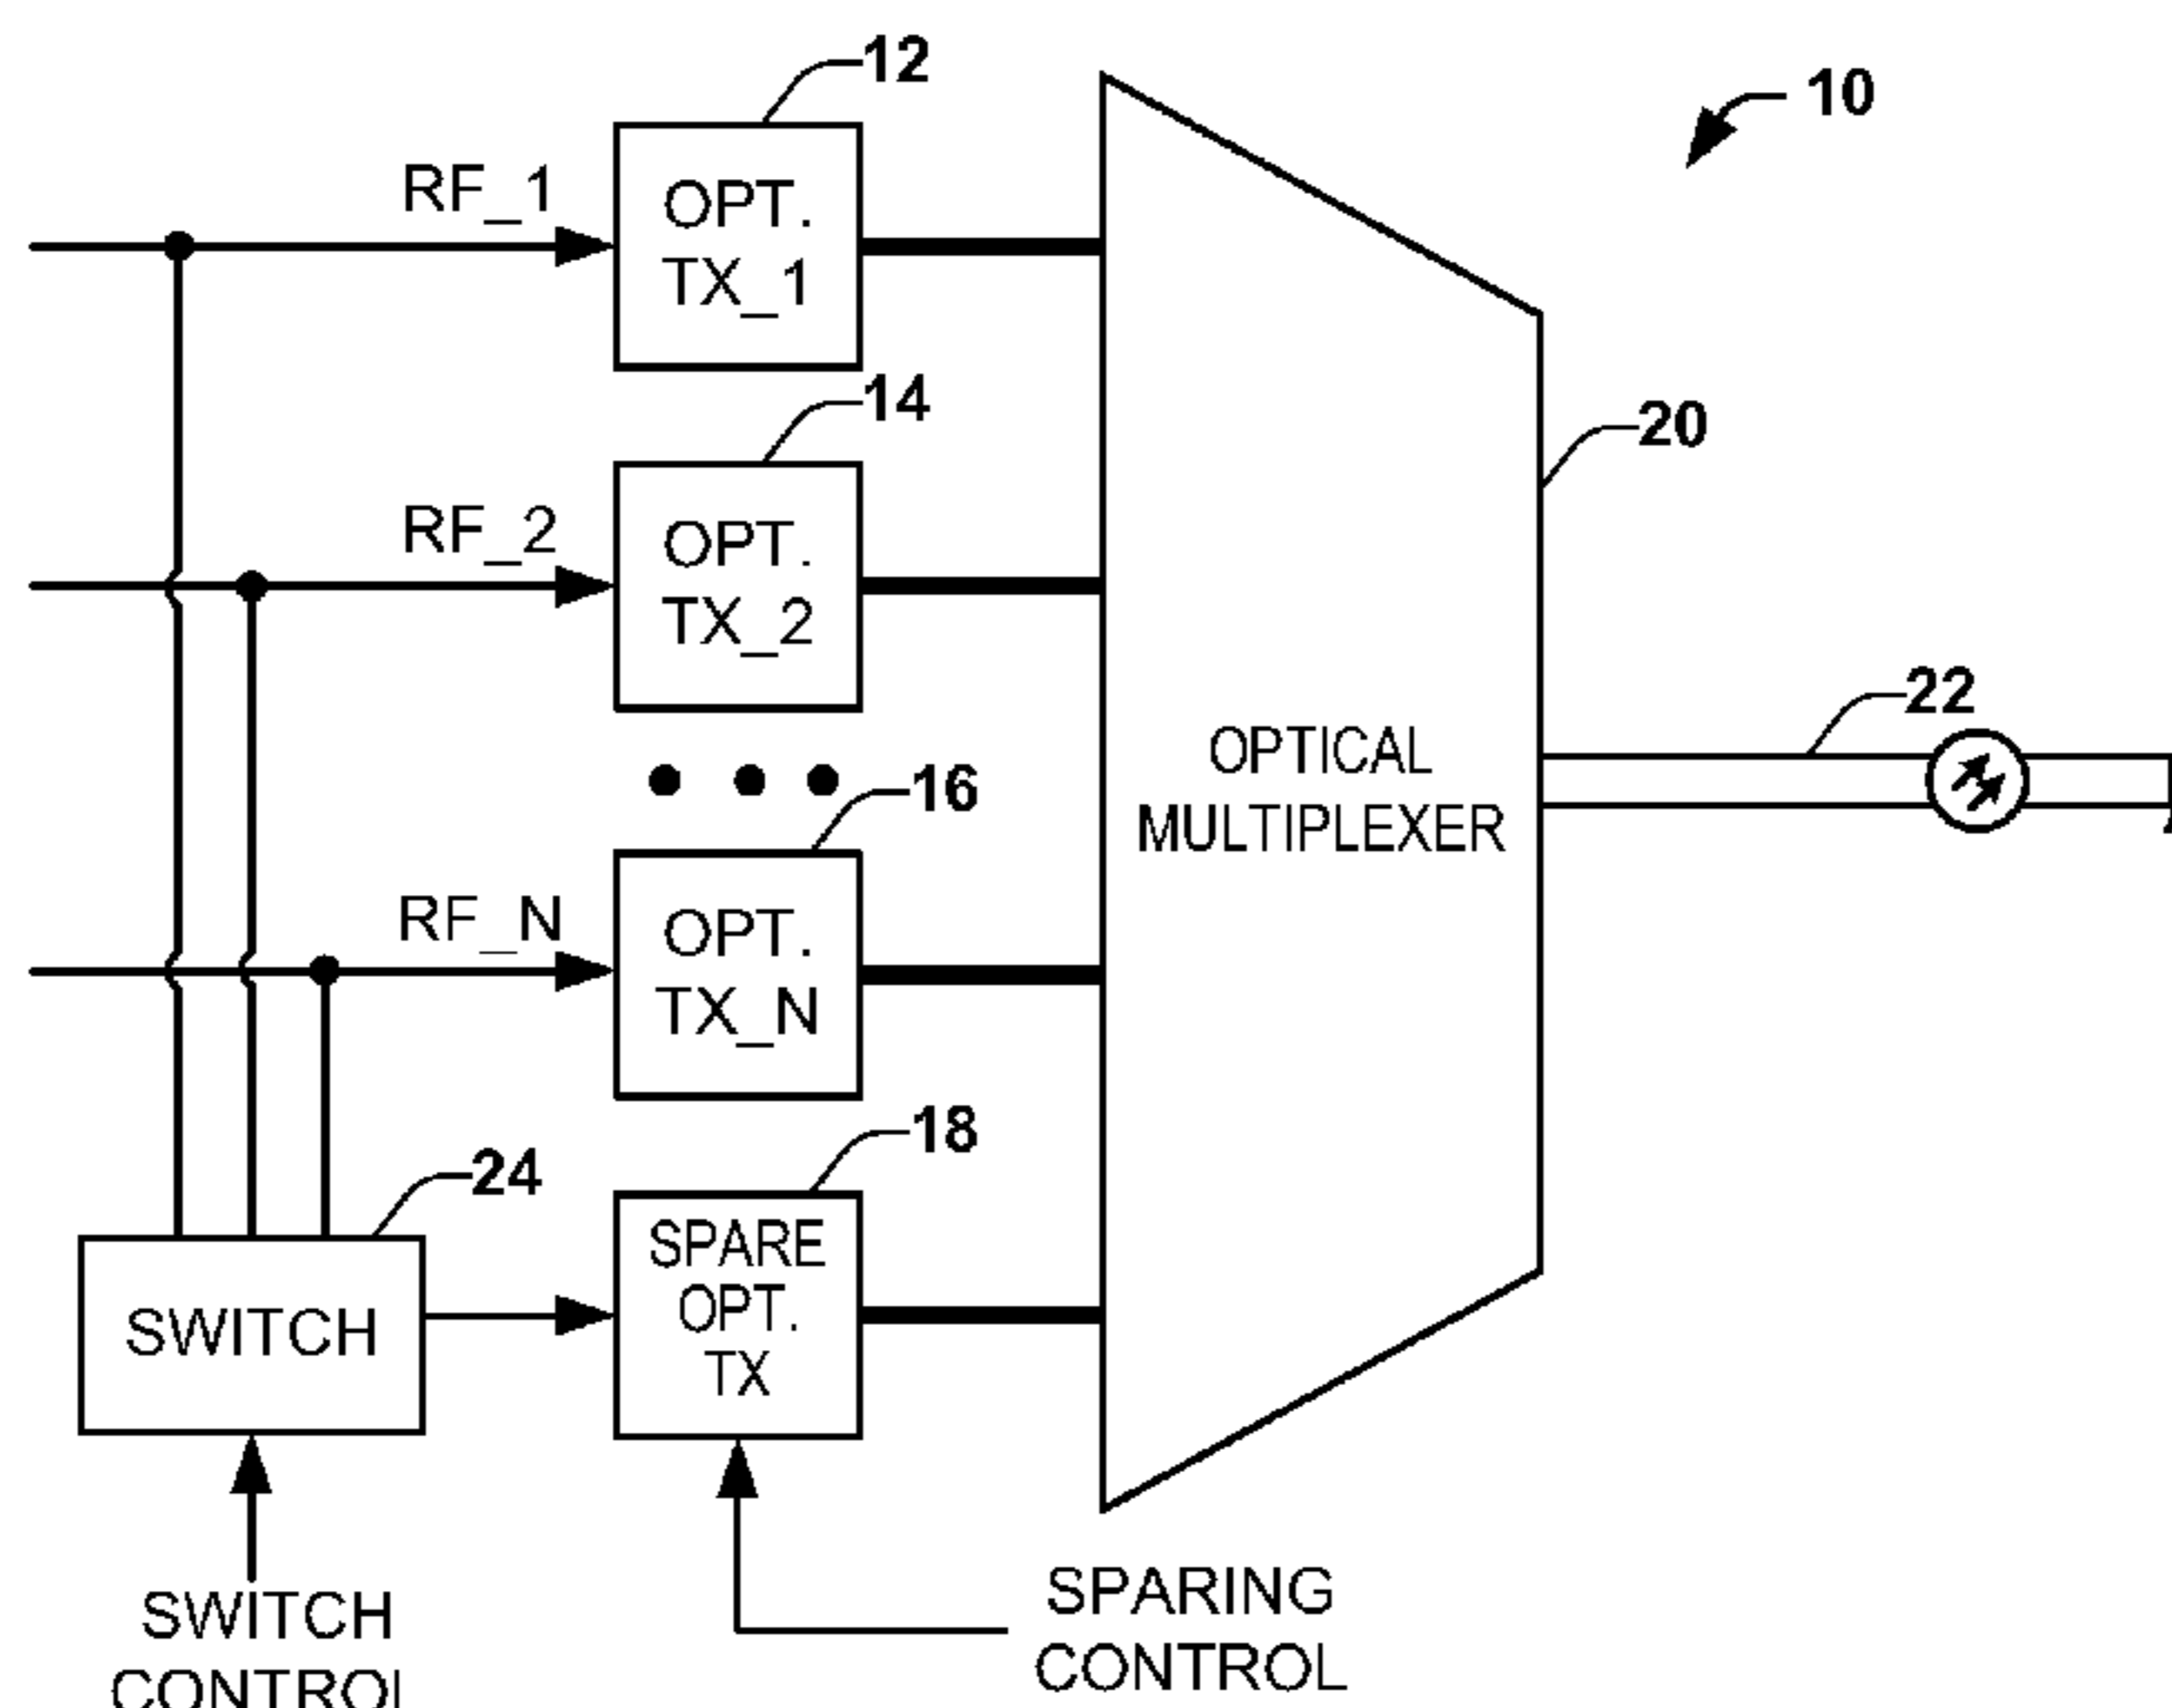 12
10
RF_1
OPT.
TX_1
14
20
RF_2
OPT.
TX_2
22
OPTICAL
MULTIPLEXER
16
RF_N
OPT.
TX_N
18
24
SPARE
OPT.
TX
SWITCH
SPARING
CONTROL
SWITCH
CONTROL